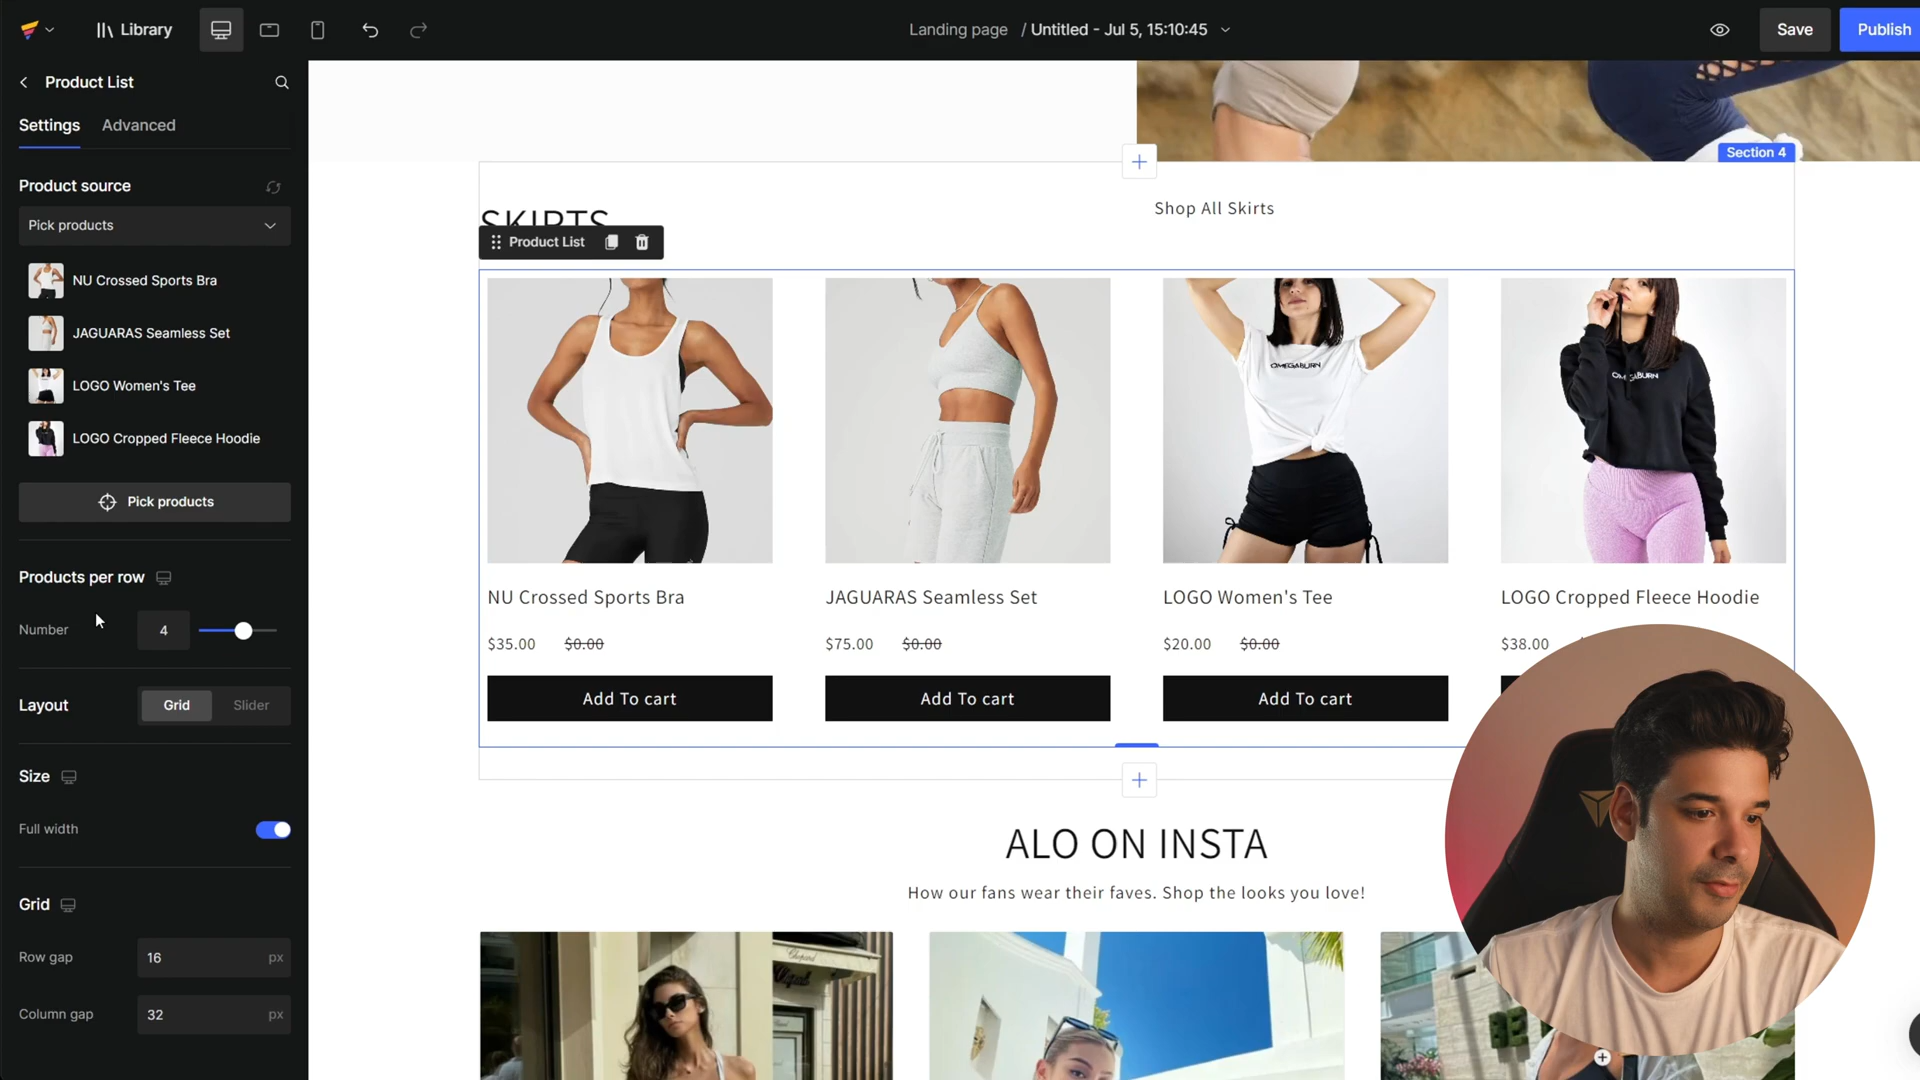 Library
Landing page / Untitled - Jul 5, 15:10:45
Save
Publish
Product List
Settings
Advanced
Product source
Pick products
NU Crossed Sports Bra
JAGUARAS Seamless Set
LOGO Women's Tee
LOGO Cropped Fleece Hoodie
Pick products
Products per row
Number
4
Layout
Grid
Slider
Size
Full width
Grid
Row gap
16
px
Column gap
32
px
Section 4
SKIRTS
Shop All Skirts
Product List
OMEGABURN
NU Crossed Sports Bra
JAGUARAS Seamless Set
LOGO Women's Tee
LOGO Cropped Fleece Hoodie
$35.00 $0.00
$75.00 $0.00
$20.00 $0.00
$38.00
Add To cart
Add To cart
Add To cart
ALO ON INSTA
How our fans wear their faves. Shop the looks you love!
Chopard